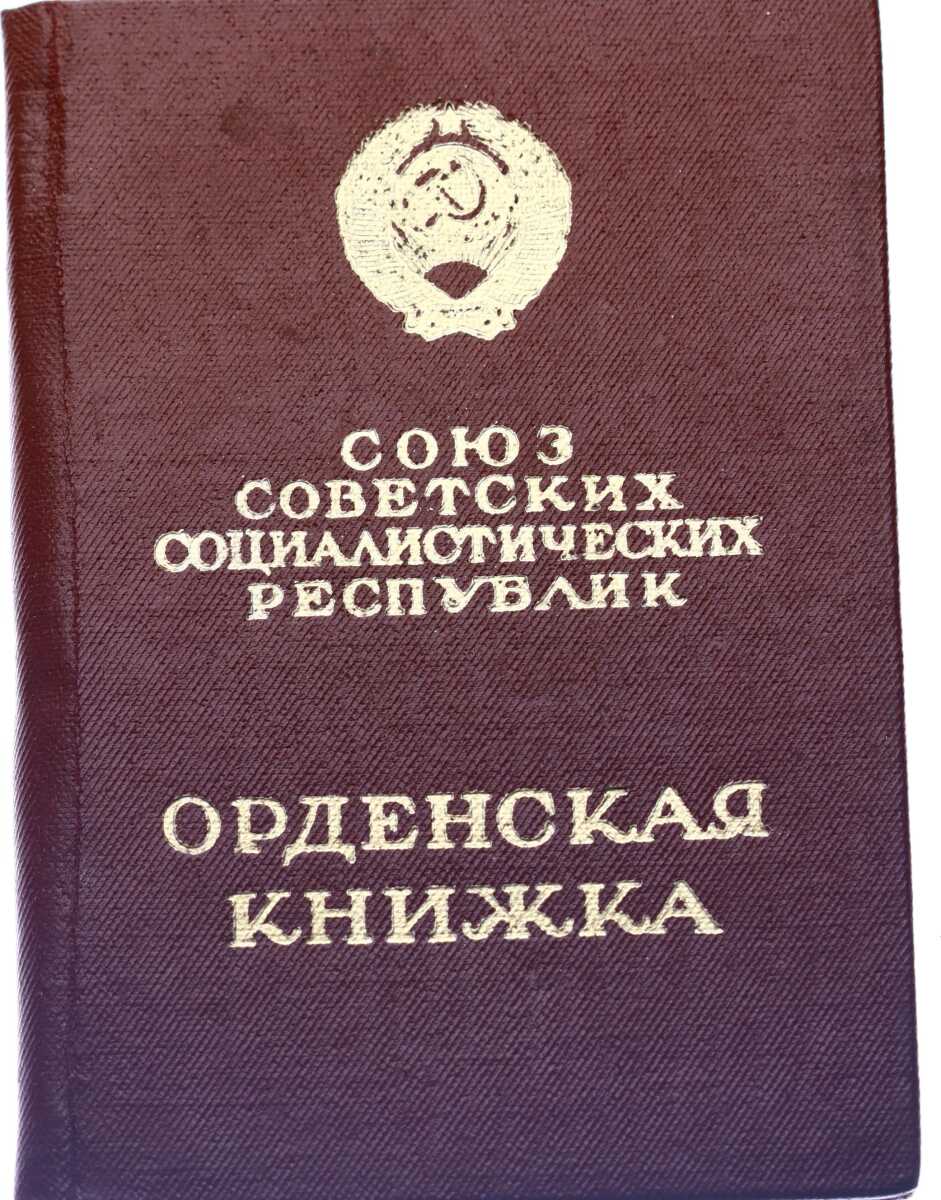 СОЮЗ
СОВЕТСКИХ
СОЦИАЛИСТИЧЕСКИХ
РЕСПУБЛИК
ОРДЕНСКАЯ
КНИЖКА